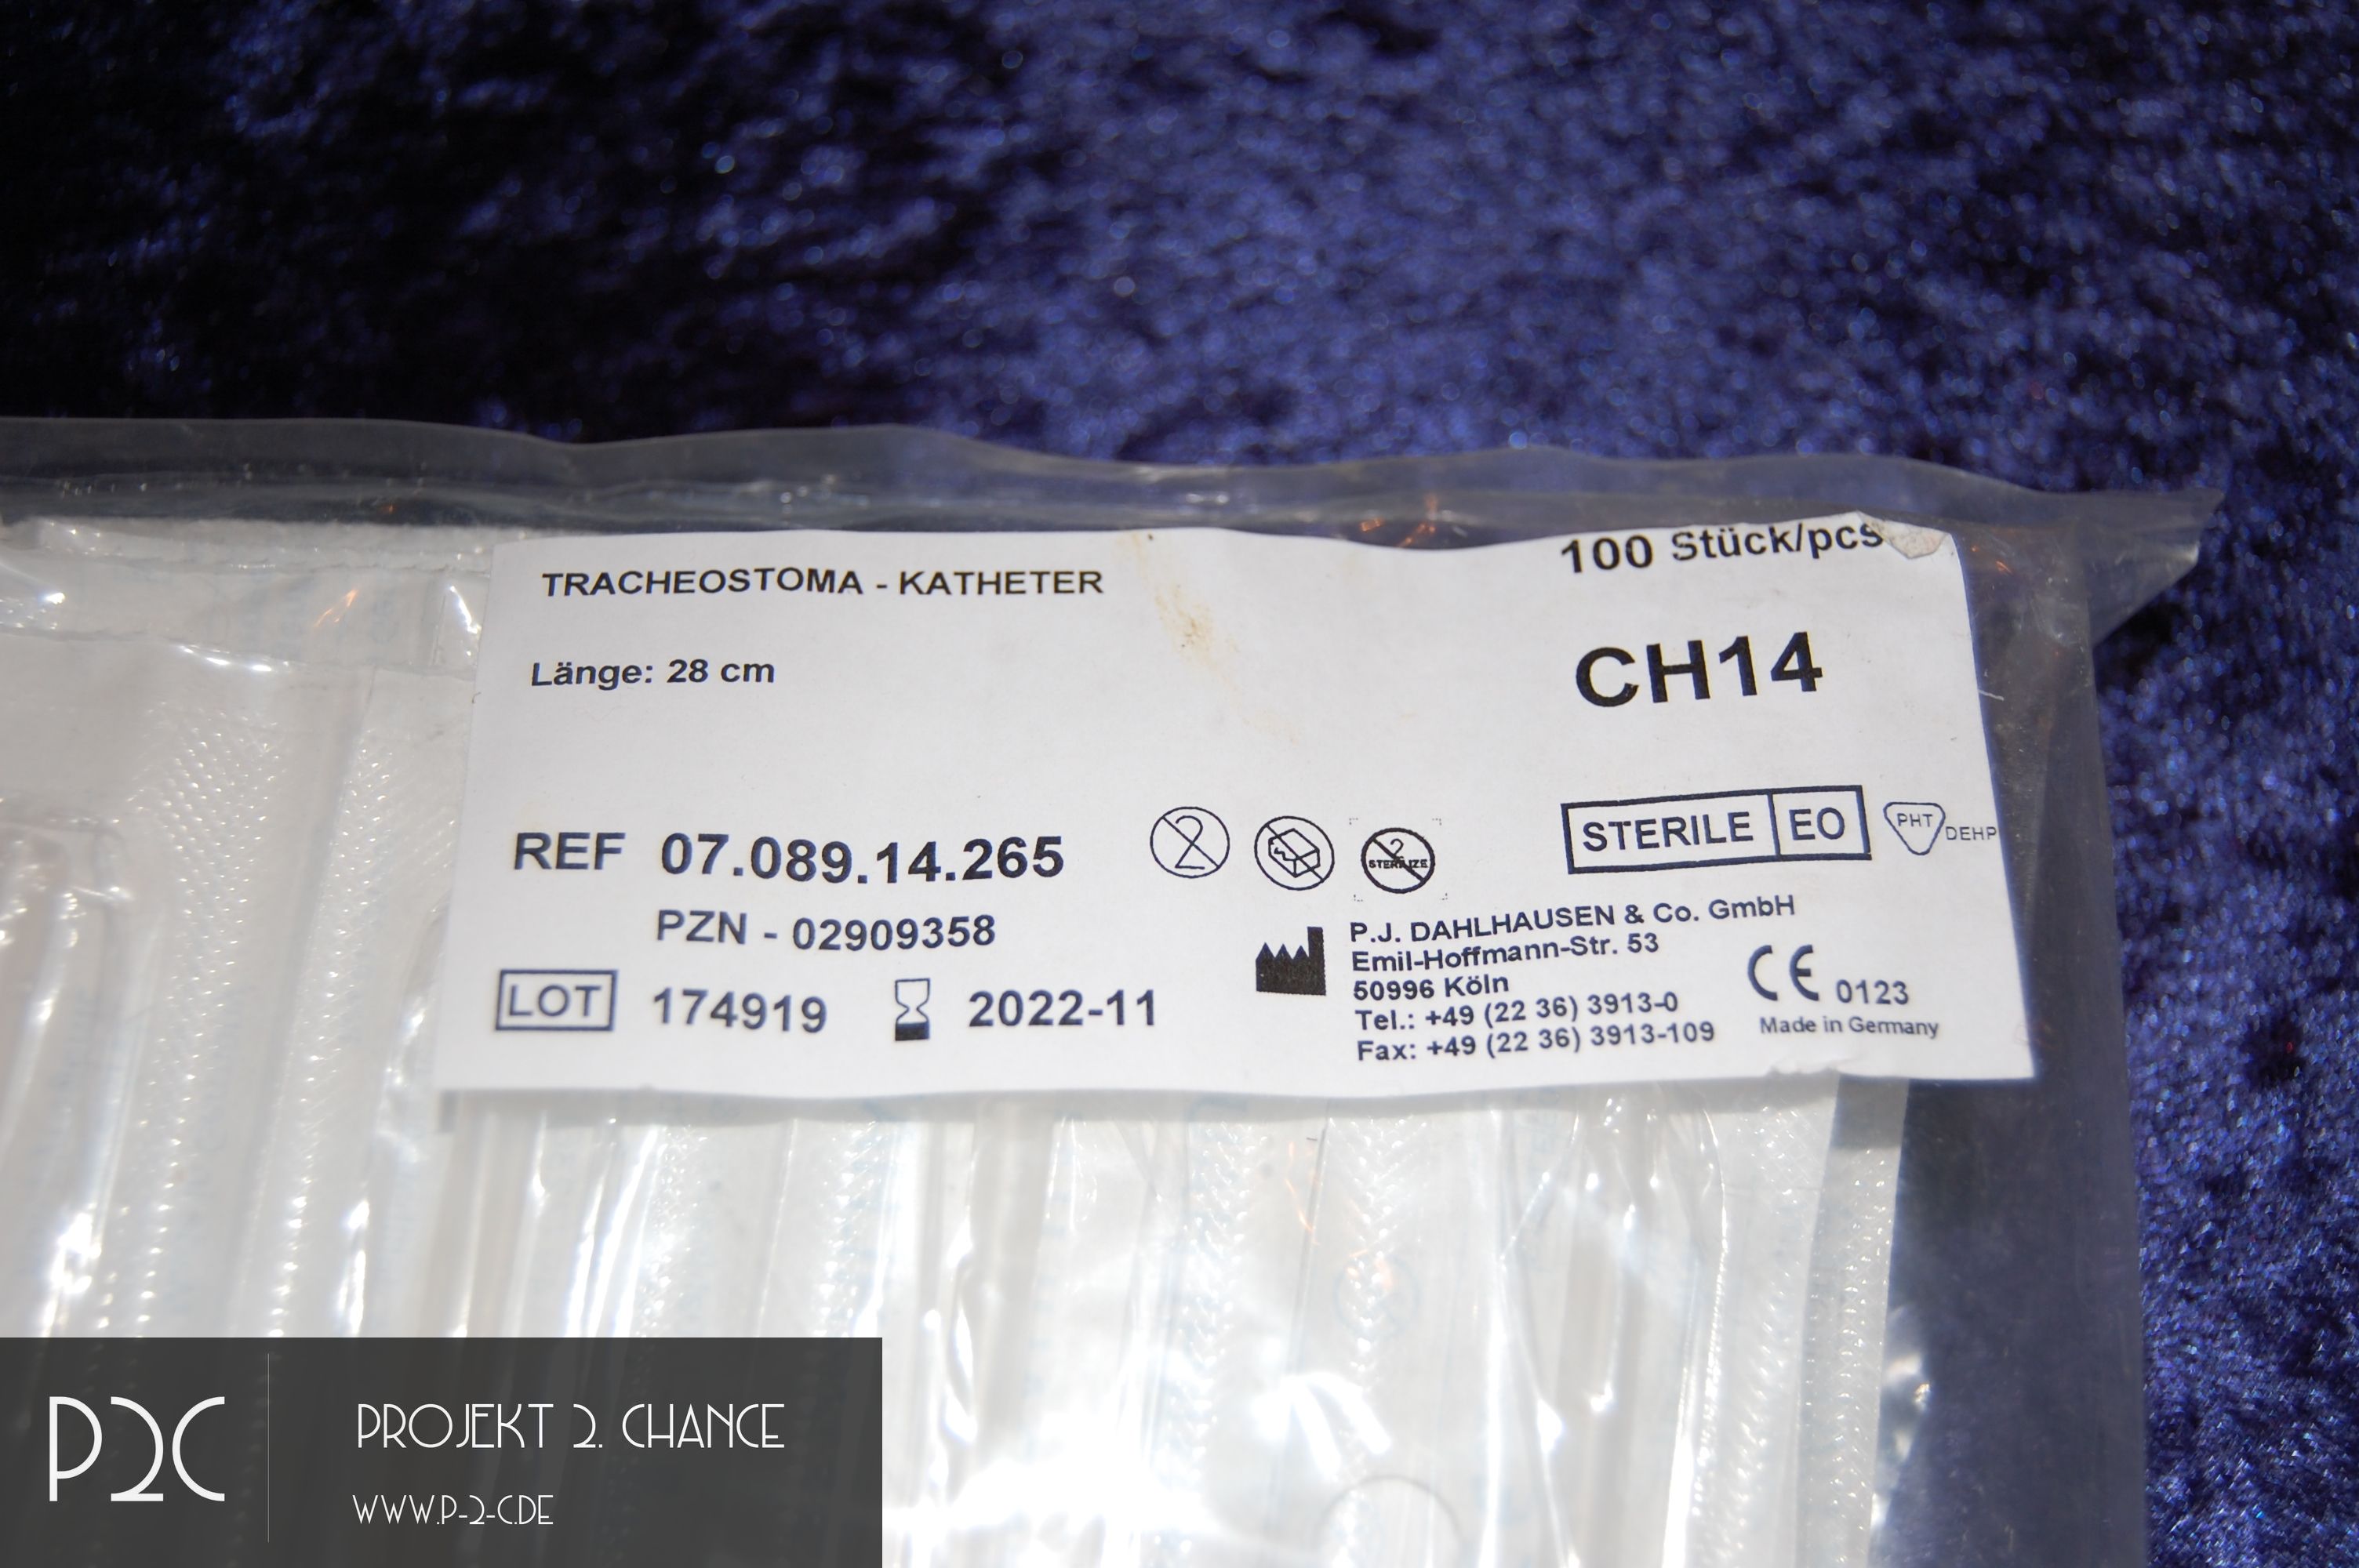 TRACHEOSTOMA - KATHETER
100 Stück/pcs
Länge: 28 cm
CH14
REF 07.089.14.265
2
2
STERILIZE
STERILE EO
PHT
DEHP
PZN - 02909358
LOT 174919 2022-11
P.J. DAHLHAUSEN & Co. GmbH
Emil-Hoffmann-Str. 53
50996 Köln
Tel.: +49 (22 36) 3913-0
Fax: +49 (22 36) 3913-109
CE 0123
Made in Germany
P2C
PROJEKT 2. CHANCE
WWW.P-2-C.DE